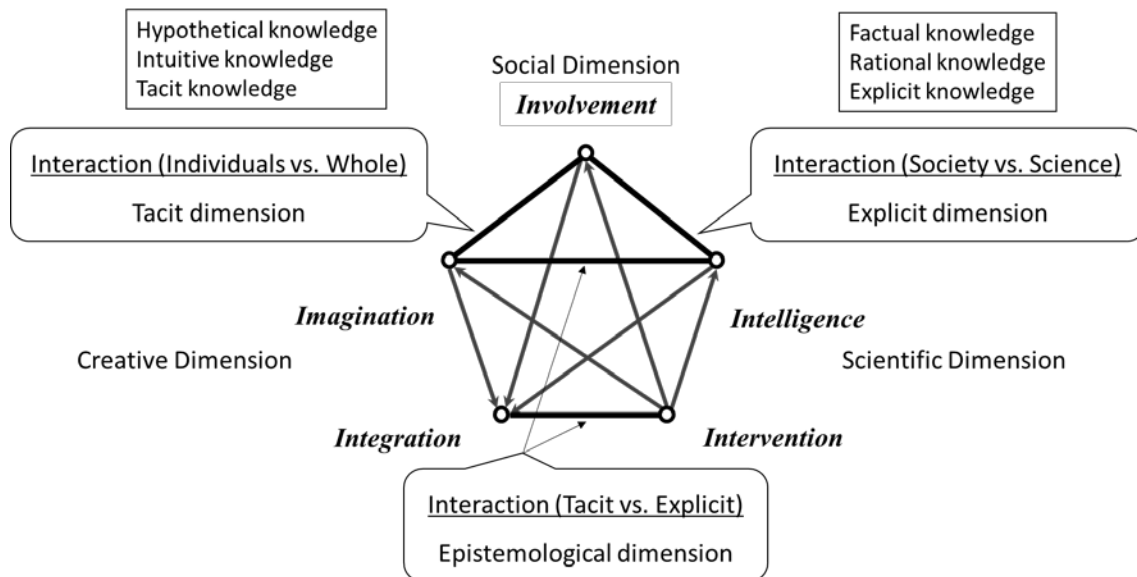 Hypothetical knowledge
Intuitive knowledge
Tacit knowledge
Factual knowledge
Rational knowledge
Explicit knowledge
Social Dimension
Involvement
Interaction (Individuals vs. Whole)
Tacit dimension
Interaction (Society vs. Science)
Explicit dimension
Imagination
Intelligence
Creative Dimension
Scientific Dimension
Integration
Intervention
Interaction (Tacit vs. Explicit)
Epistemological dimension